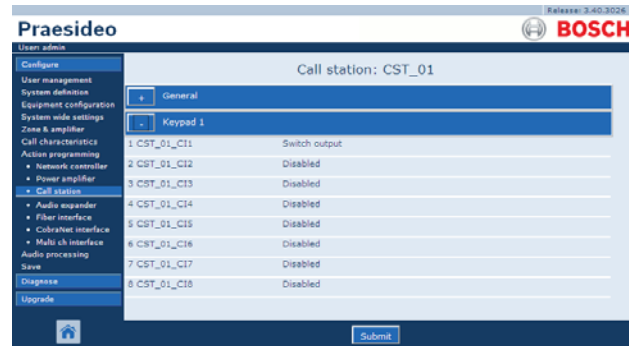 Release: 3.40.3026
Praesideo
BOSCH
User: admin
Configure
User management
System definition
Equipment configuration
System wide settings
Zone & amplifier
Call characteristics
Action programming
• Network controller
• Power amplifier
• Call station
• Audio expander
• Fiber interface
• CobraNet interface
• Multi ch interface
Audio processing
Save
Diagnose
Upgrade
Call station: CST_01
+ General
- Keypad 1
1 CST_01_CI1 Switch output
2 CST_01_CI2 Disabled
3 CST_01_CI3 Disabled
4 CST_01_CI4 Disabled
5 CST_01_CI5 Disabled
6 CST_01_CI6 Disabled
7 CST_01_CI7 Disabled
8 CST_01_CI8 Disabled
Submit